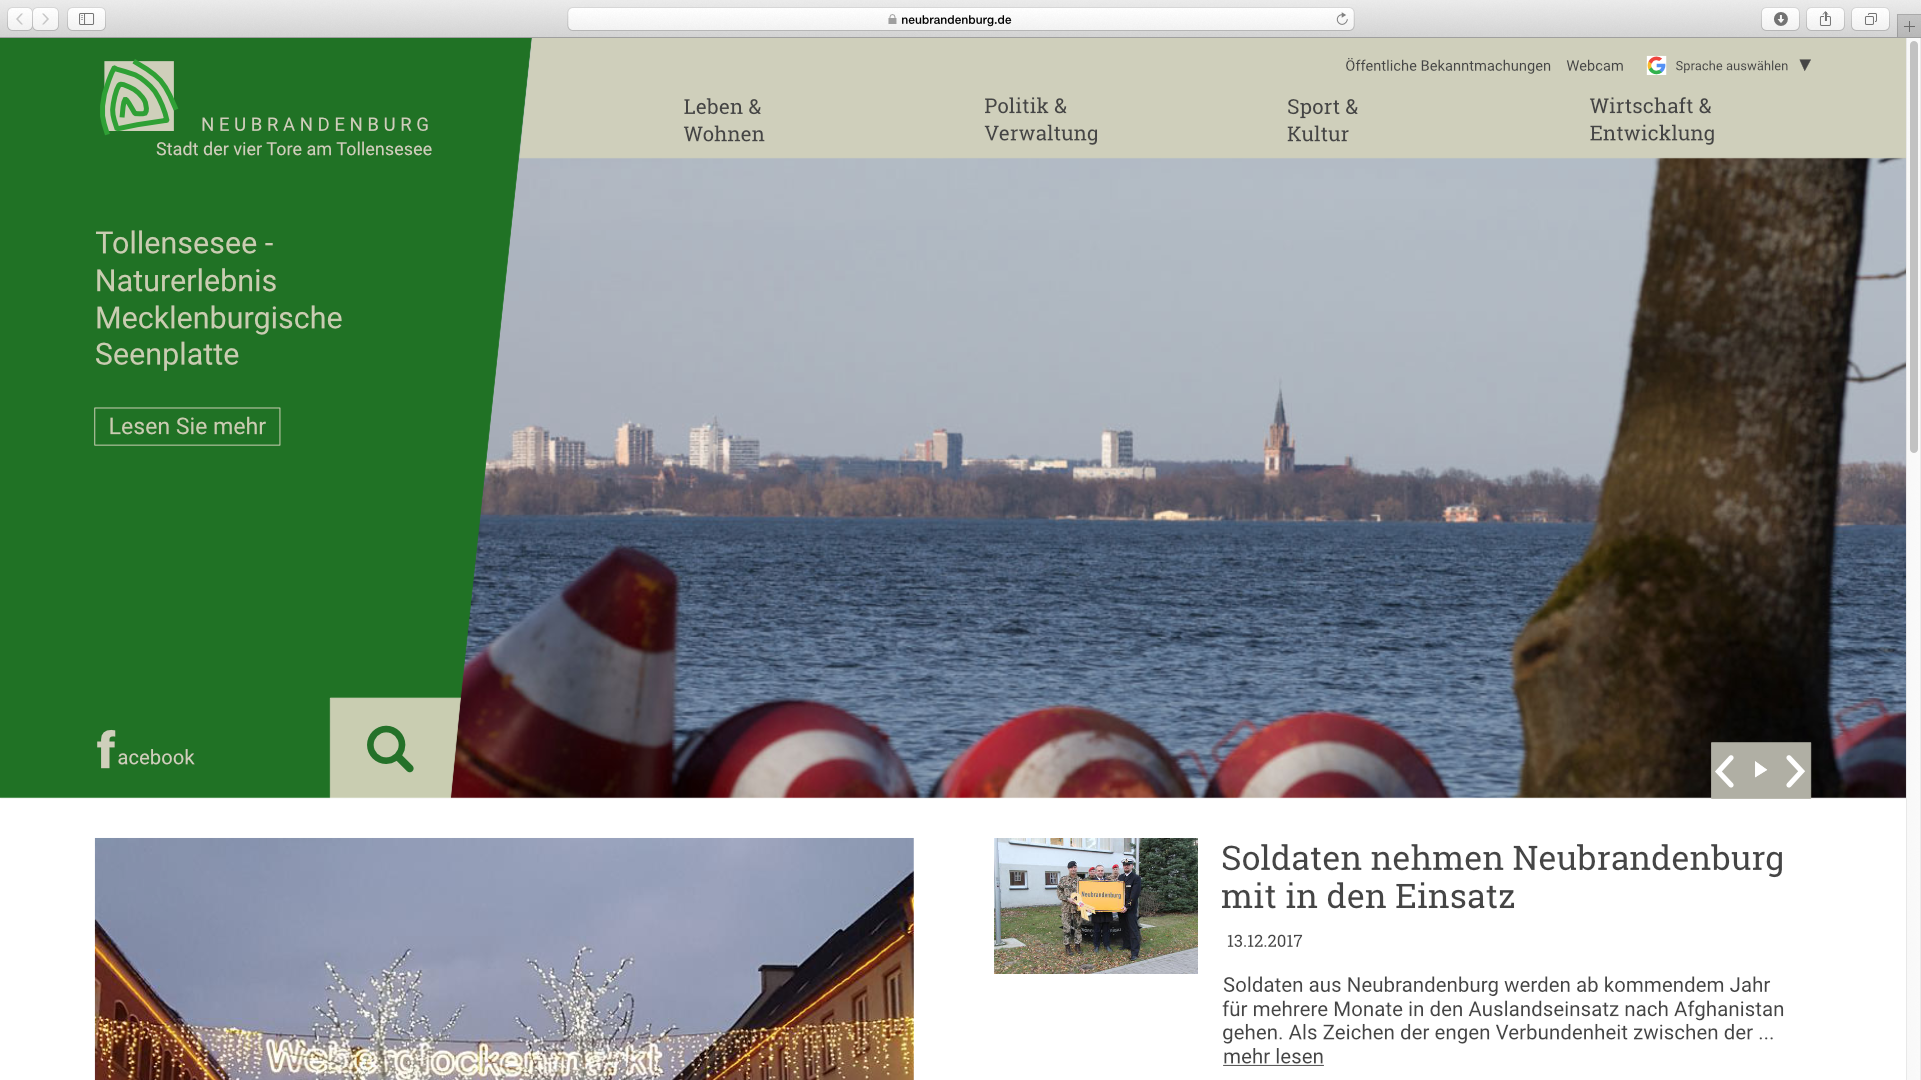 neubrandenburg.de
Öffentliche Bekanntmachungen Webcam Sprache auswählen ▼
NEUBRANDENBURG
Stadt der vier Tore am Tollensesee
Leben &
Wohnen
Politik &
Verwaltung
Sport &
Kultur
Wirtschaft &
Entwicklung
Tollensesee -
Naturerlebnis
Mecklenburgische
Seenplatte
Lesen Sie mehr
facebook
Weberglockenmarkt
Neubrandenburg
Soldaten nehmen Neubrandenburg
mit in den Einsatz
13.12.2017
Soldaten aus Neubrandenburg werden ab kommendem Jahr
für mehrere Monate in den Auslandseinsatz nach Afghanistan
gehen. Als Zeichen der engen Verbundenheit zwischen der ...
mehr lesen